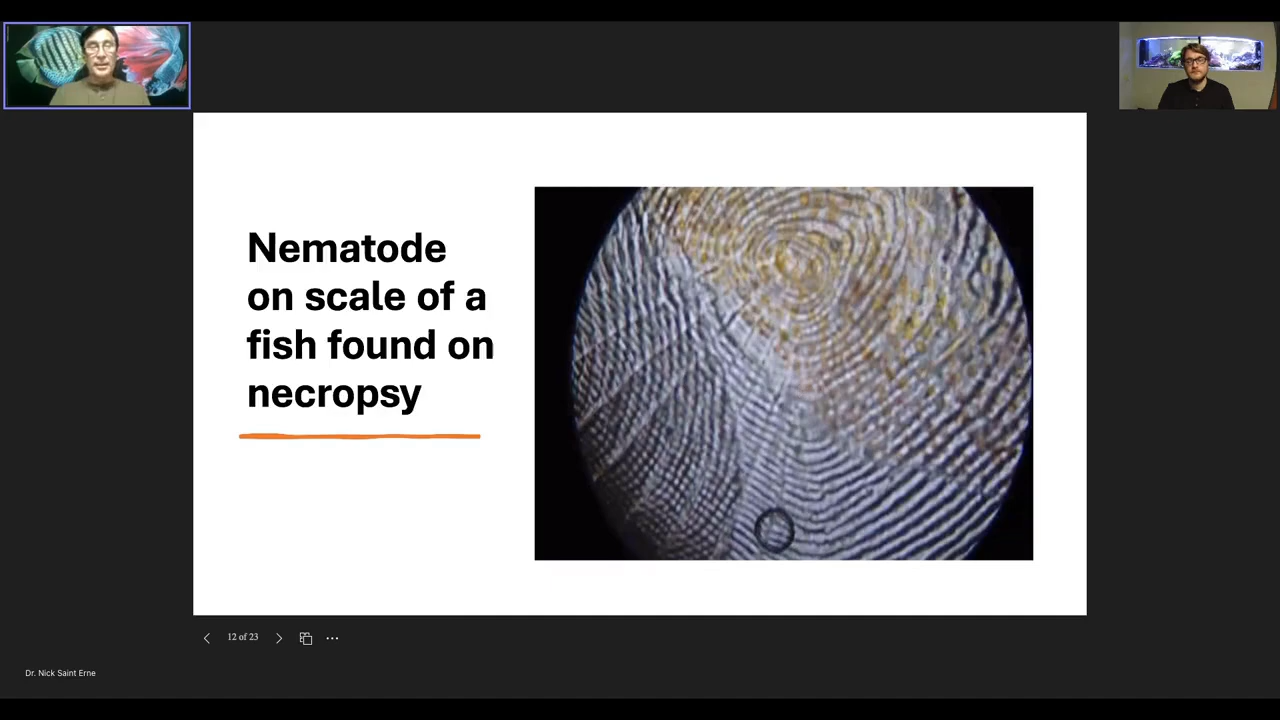 Nematode
on scale of a
fish found on
necropsy
12 of 23
Dr. Nick Saint Erne